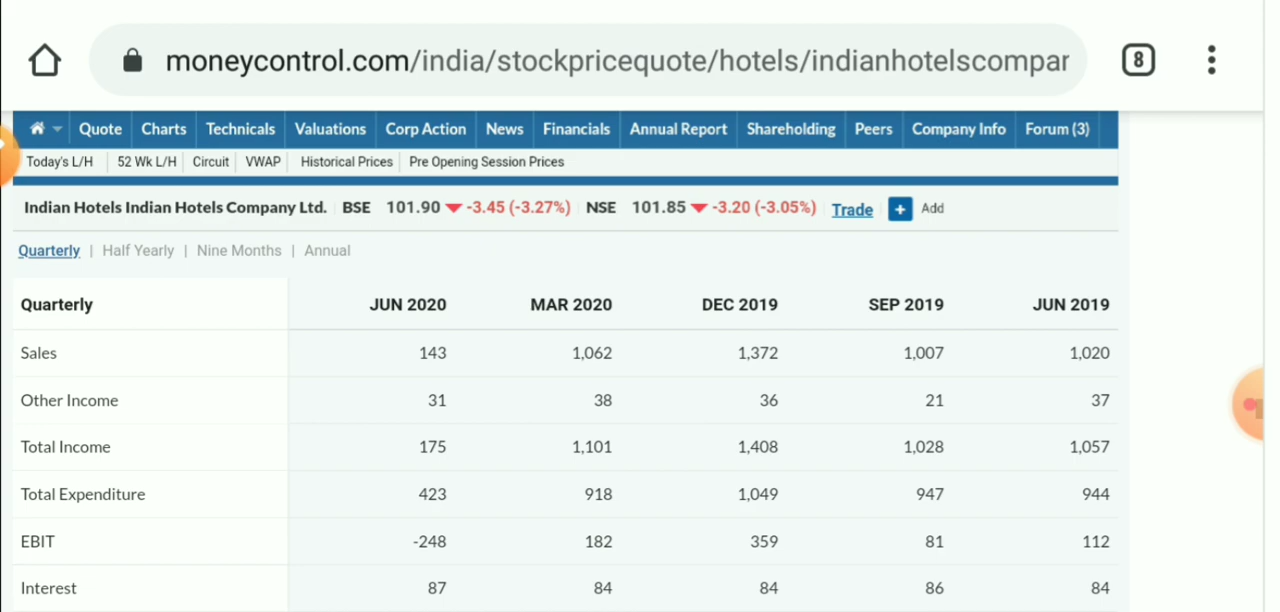 moneycontrol.com/india/stockpricequote/hotels/indianhotelscompar 8
Quote Charts Technicals Valuations Corp Action News Financials Annual Report Shareholding Peers Company Info Forum (3)
Today's L/H 52 Wk L/H Circuit VWAP Historical Prices Pre Opening Session Prices
Indian Hotels Indian Hotels Company Ltd. BSE 101.90 -3.45 (-3.27%) NSE 101.85 -3.20 (-3.05%) Trade + Add
Quarterly | Half Yearly | Nine Months | Annual
Quarterly JUN 2020 MAR 2020 DEC 2019 SEP 2019 JUN 2019
Sales 143 1,062 1,372 1,007 1,020
Other Income 31 38 36 21 37
Total Income 175 1,101 1,408 1,028 1,057
Total Expenditure 423 918 1,049 947 944
EBIT -248 182 359 81 112
Interest 87 84 84 86 84